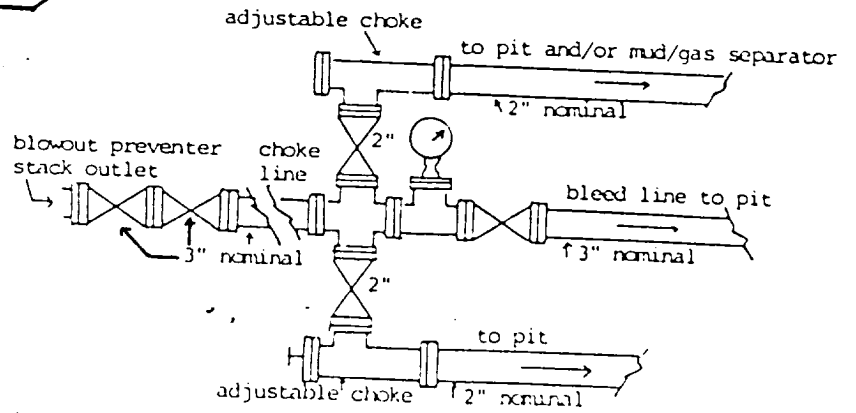 adjustable choke
to pit and/or mud/gas separator
2" nominal
2"
blowout preventer
stack outlet
choke
line
bleed line to pit
3" nominal
3" nominal
2"
to pit
adjustable choke
2" nominal